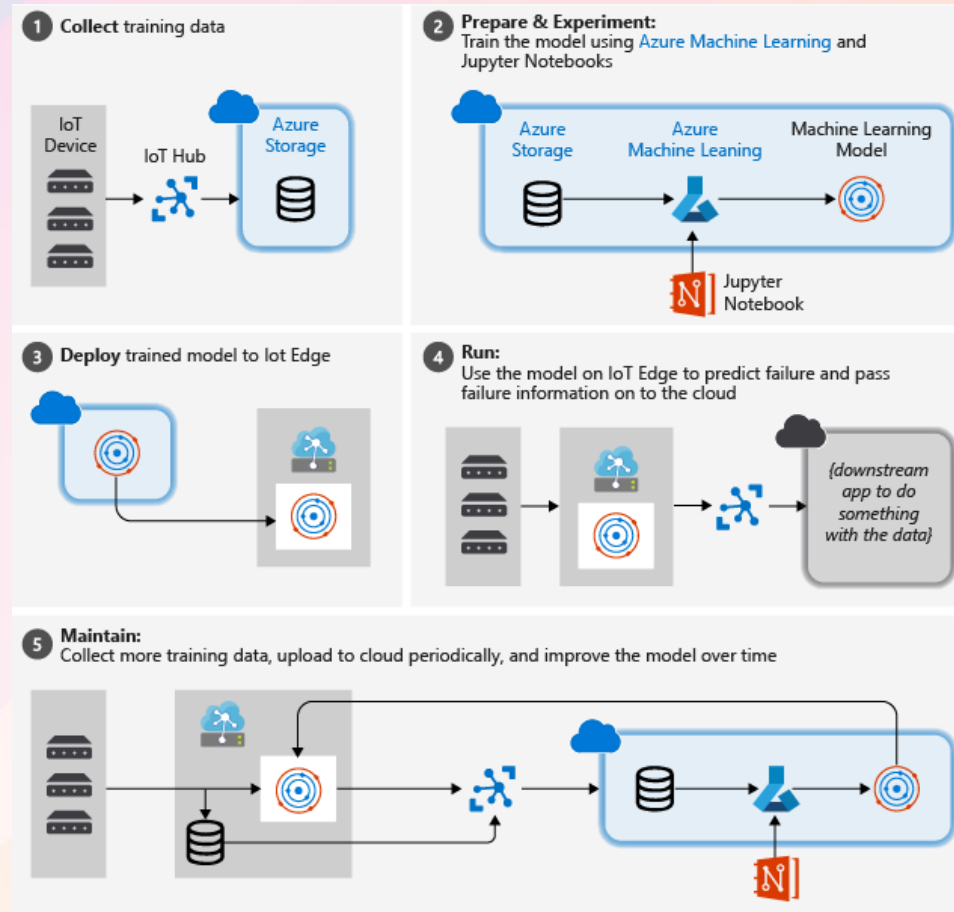 1 Collect training data
IoT
Device
IoT Hub
Azure
Storage
2 Prepare & Experiment:
Train the model using Azure Machine Learning and
Jupyter Notebooks
Azure
Storage
Azure
Machine Leaning
Machine Learning
Model
N
Jupyter
Notebook
3 Deploy trained model to Iot Edge
4 Run:
Use the model on IoT Edge to predict failure and pass
failure information on to the cloud
{downstream
app to do
something
with the data}
5 Maintain:
Collect more training data, upload to cloud periodically, and improve the model over time
N